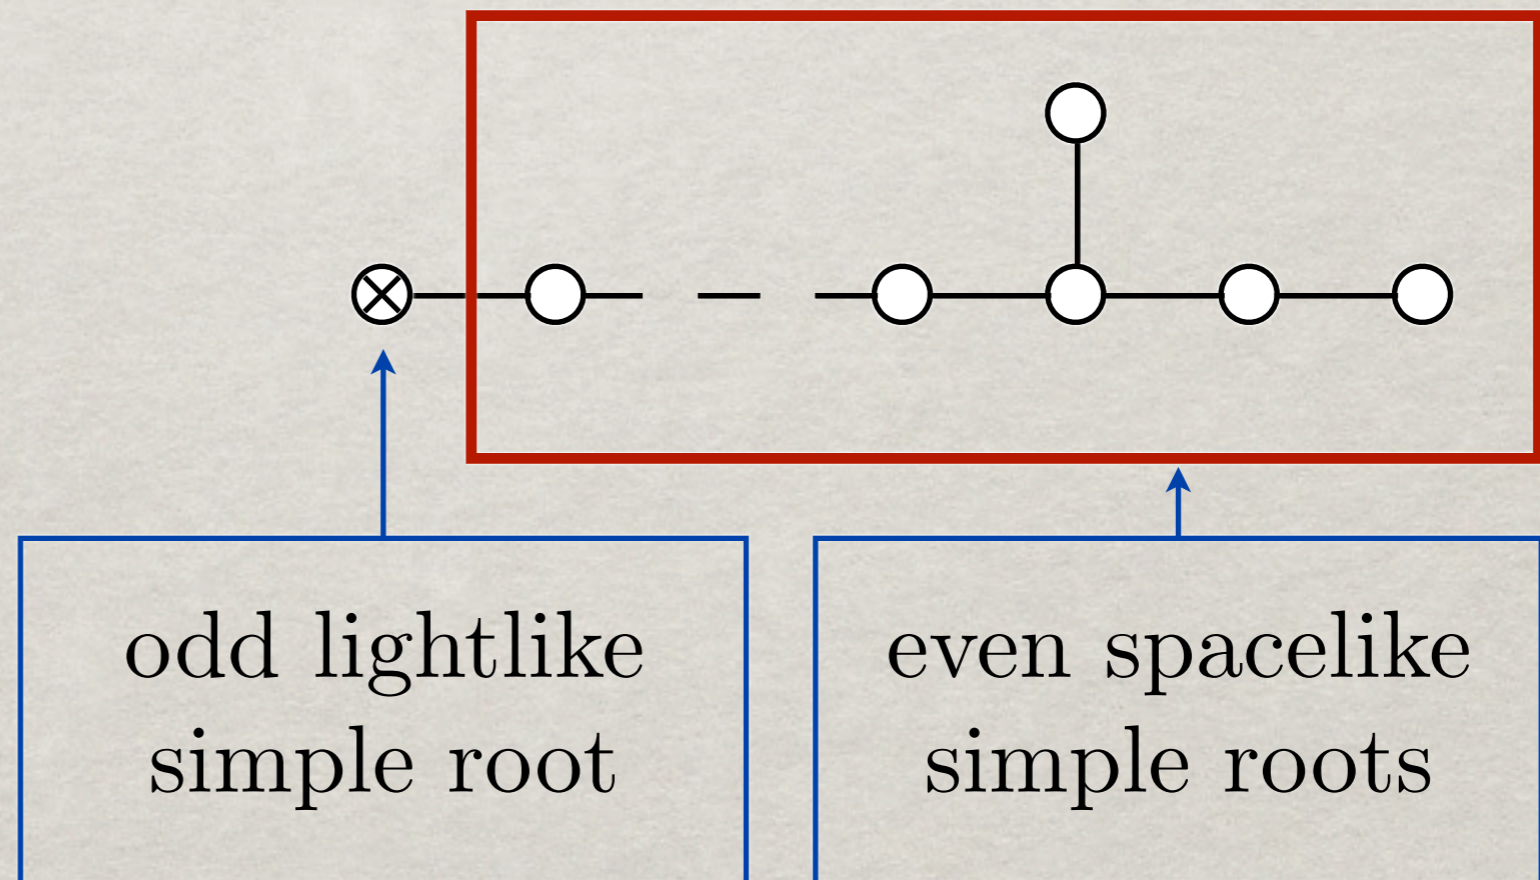 odd lightlike
simple root
even spacelike
simple roots